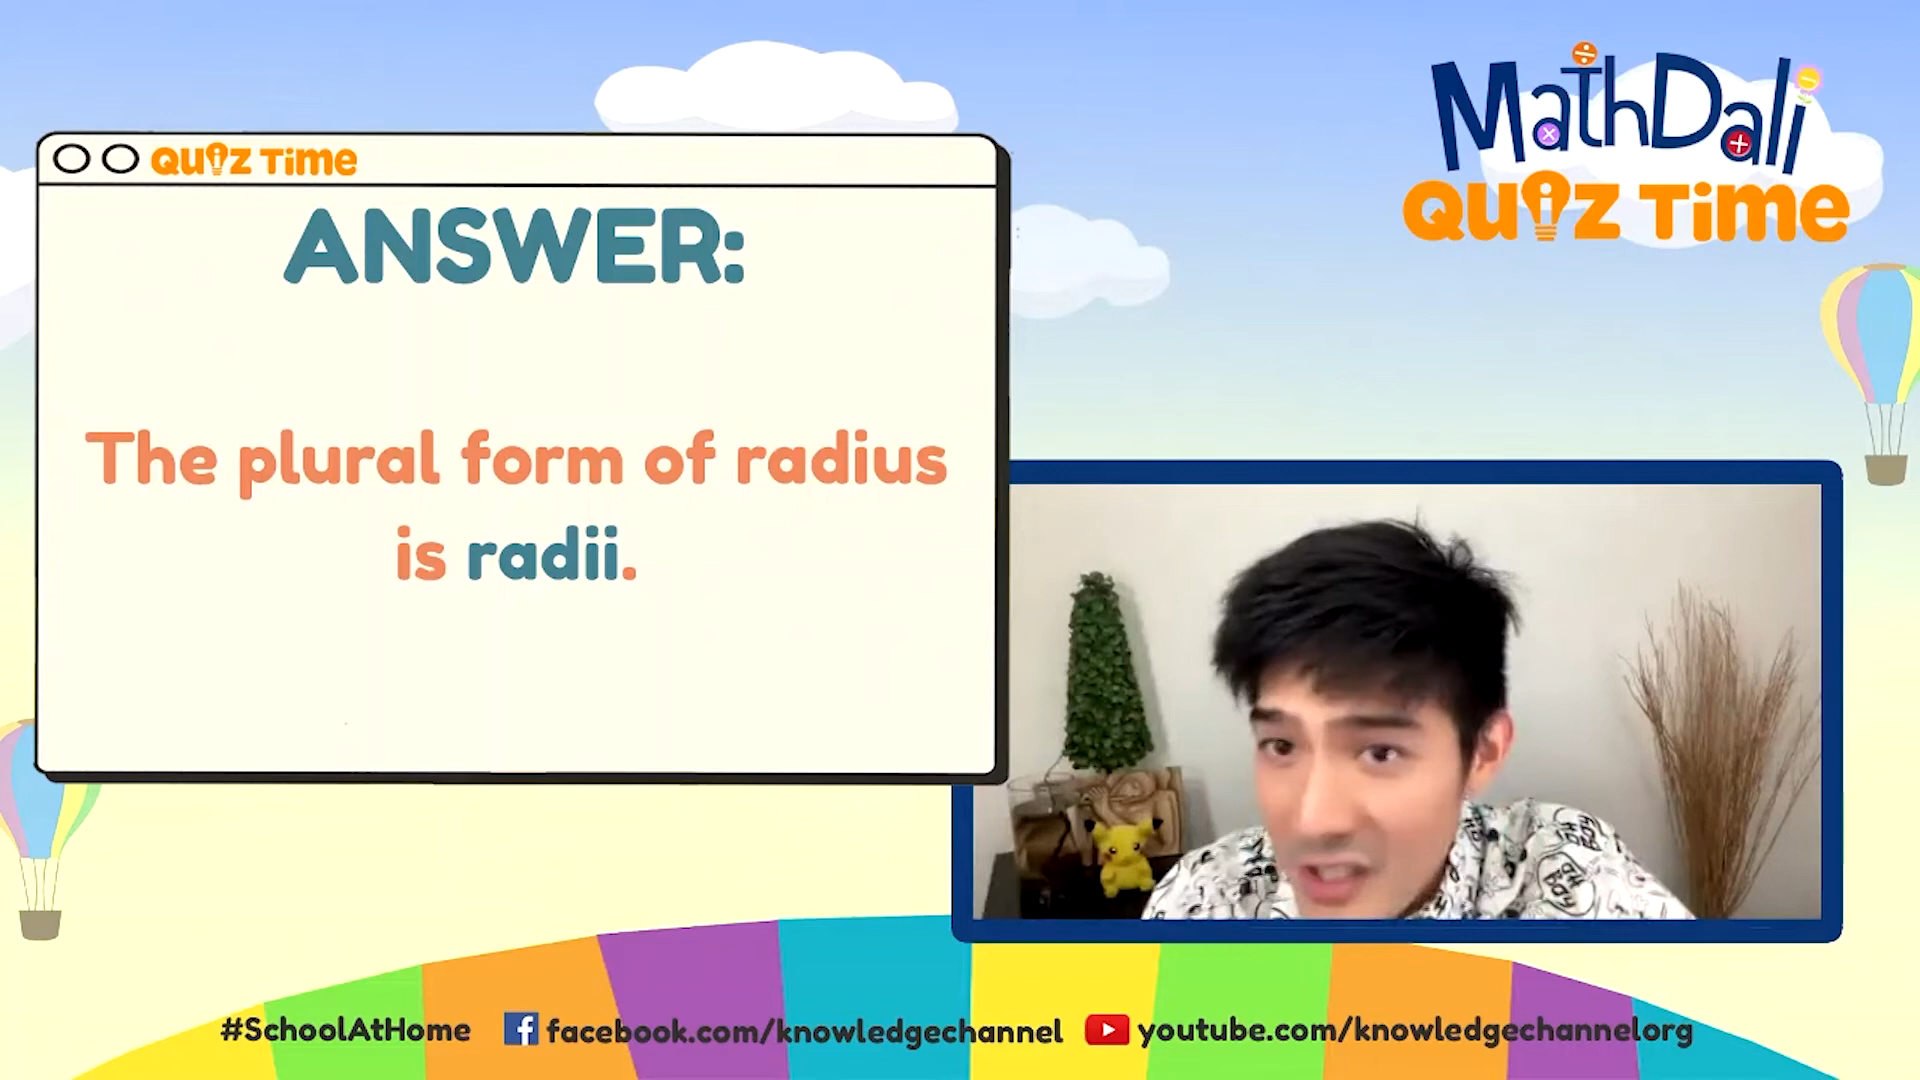 MathDali
QUIZ TIME
QUIZ TIME
ANSWER:
The plural form of radius
is radii.
#SchoolAtHome
facebook.com/knowledgechannel
youtube.com/knowledgechannelorg